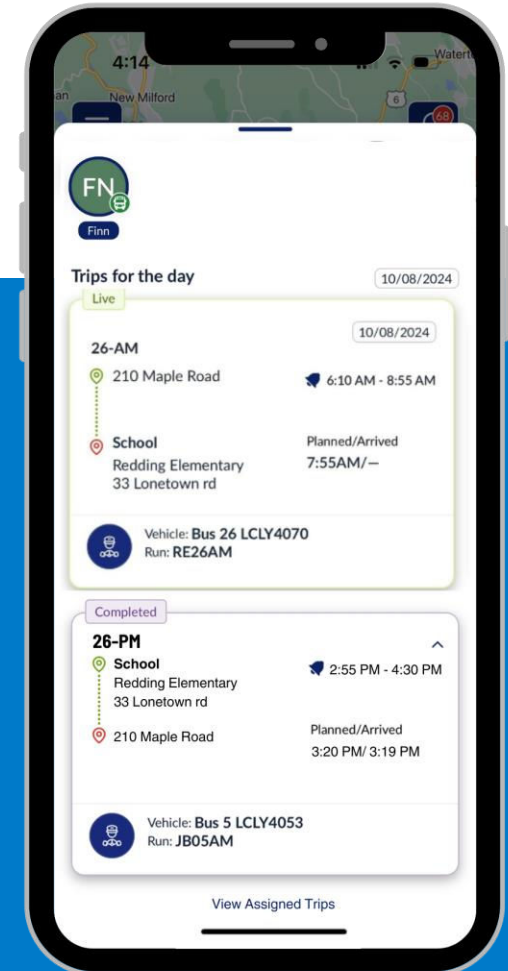 4:14
Watert
an
New Milford
6
68
FN
Finn
Trips for the day
10/08/2024
Live
10/08/2024
26-AM
210 Maple Road
6:10 AM - 8:55 AM
School
Planned/Arrived
Redding Elementary
7:55AM/—
33 Lonetown rd
Vehicle: Bus 26 LCLY4070
Run: RE26AM
Completed
26-PM
School
2:55 PM - 4:30 PM
Redding Elementary
33 Lonetown rd
210 Maple Road
Planned/Arrived
3:20 PM/ 3:19 PM
Vehicle: Bus 5 LCLY4053
Run: JB05AM
View Assigned Trips